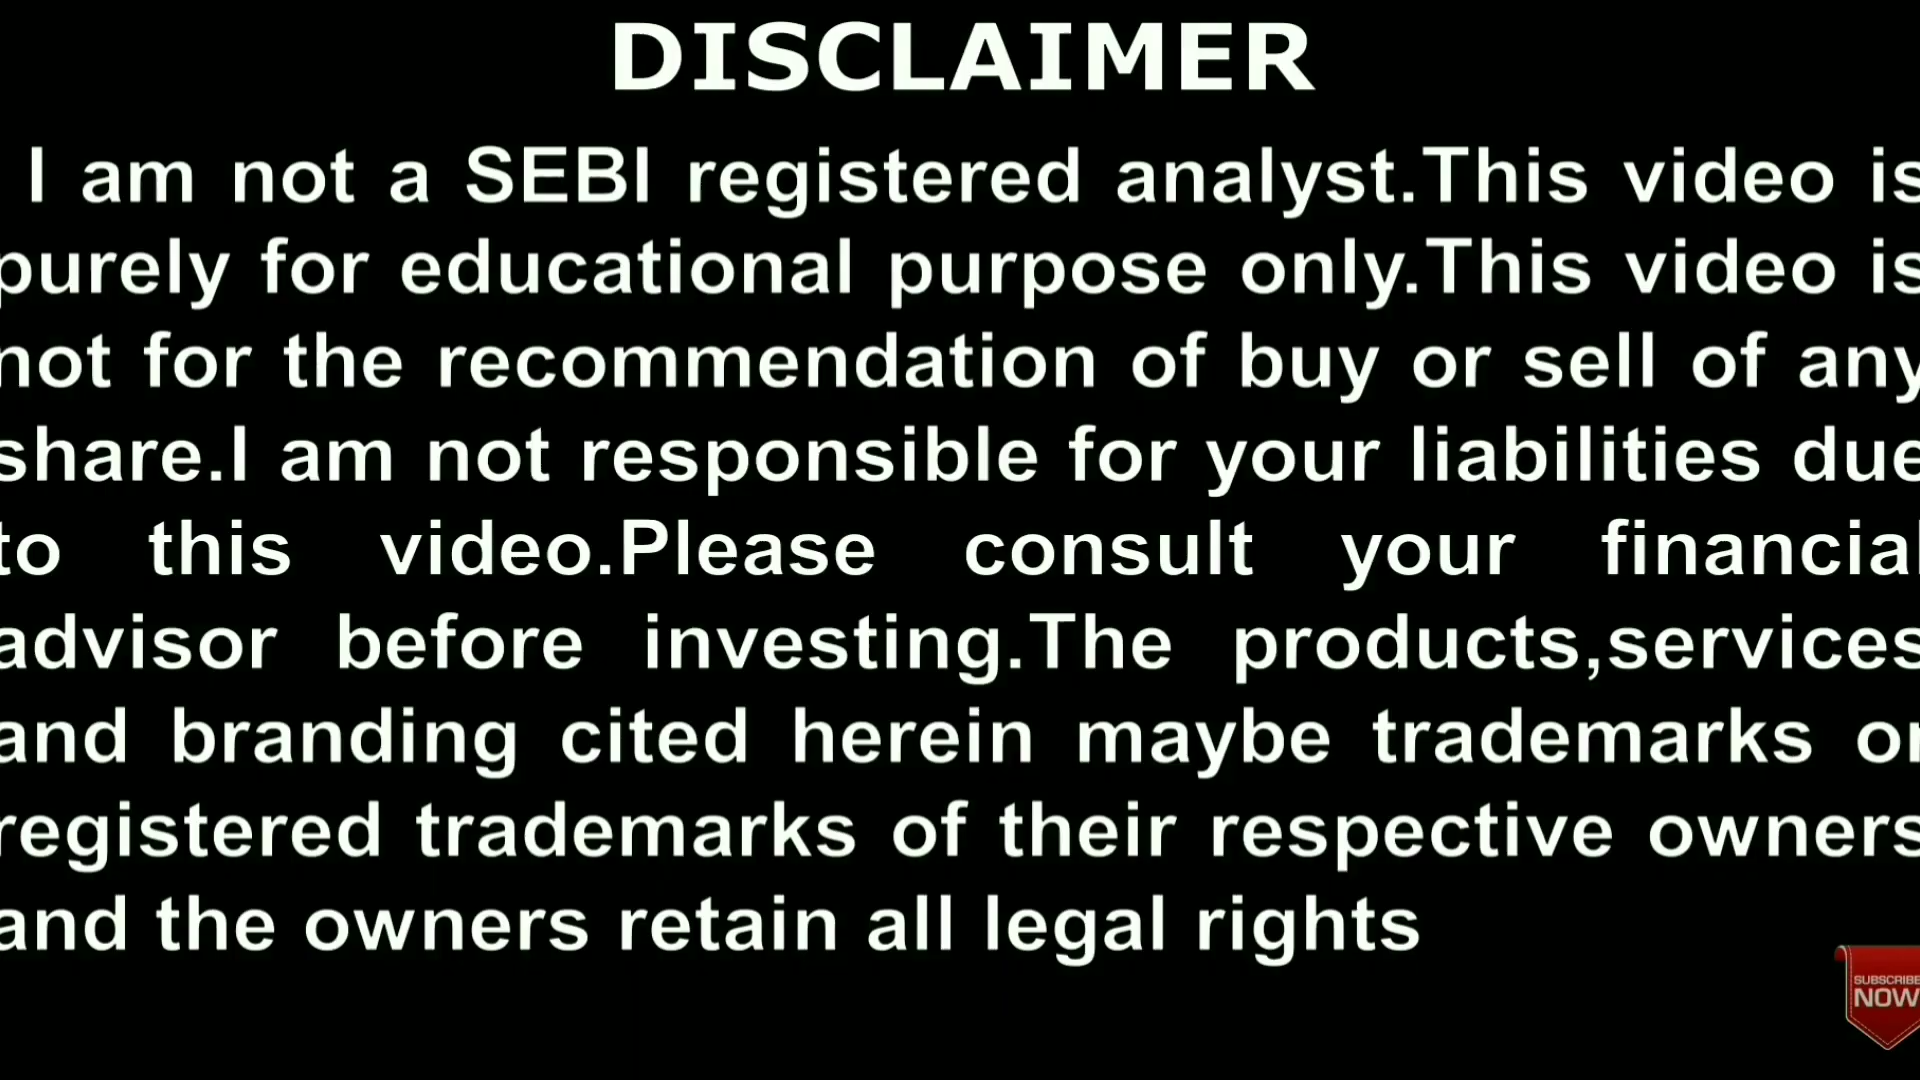 DISCLAIMER
I am not a SEBI registered analyst.This video is
purely for educational purpose only.This video is
not for the recommendation of buy or sell of any
share.I am not responsible for your liabilities due
to this video.Please consult your financial
advisor before investing.The products,services
and branding cited herein maybe trademarks or
registered trademarks of their respective owners
and the owners retain all legal rights
SUBSCRIBE
NOW